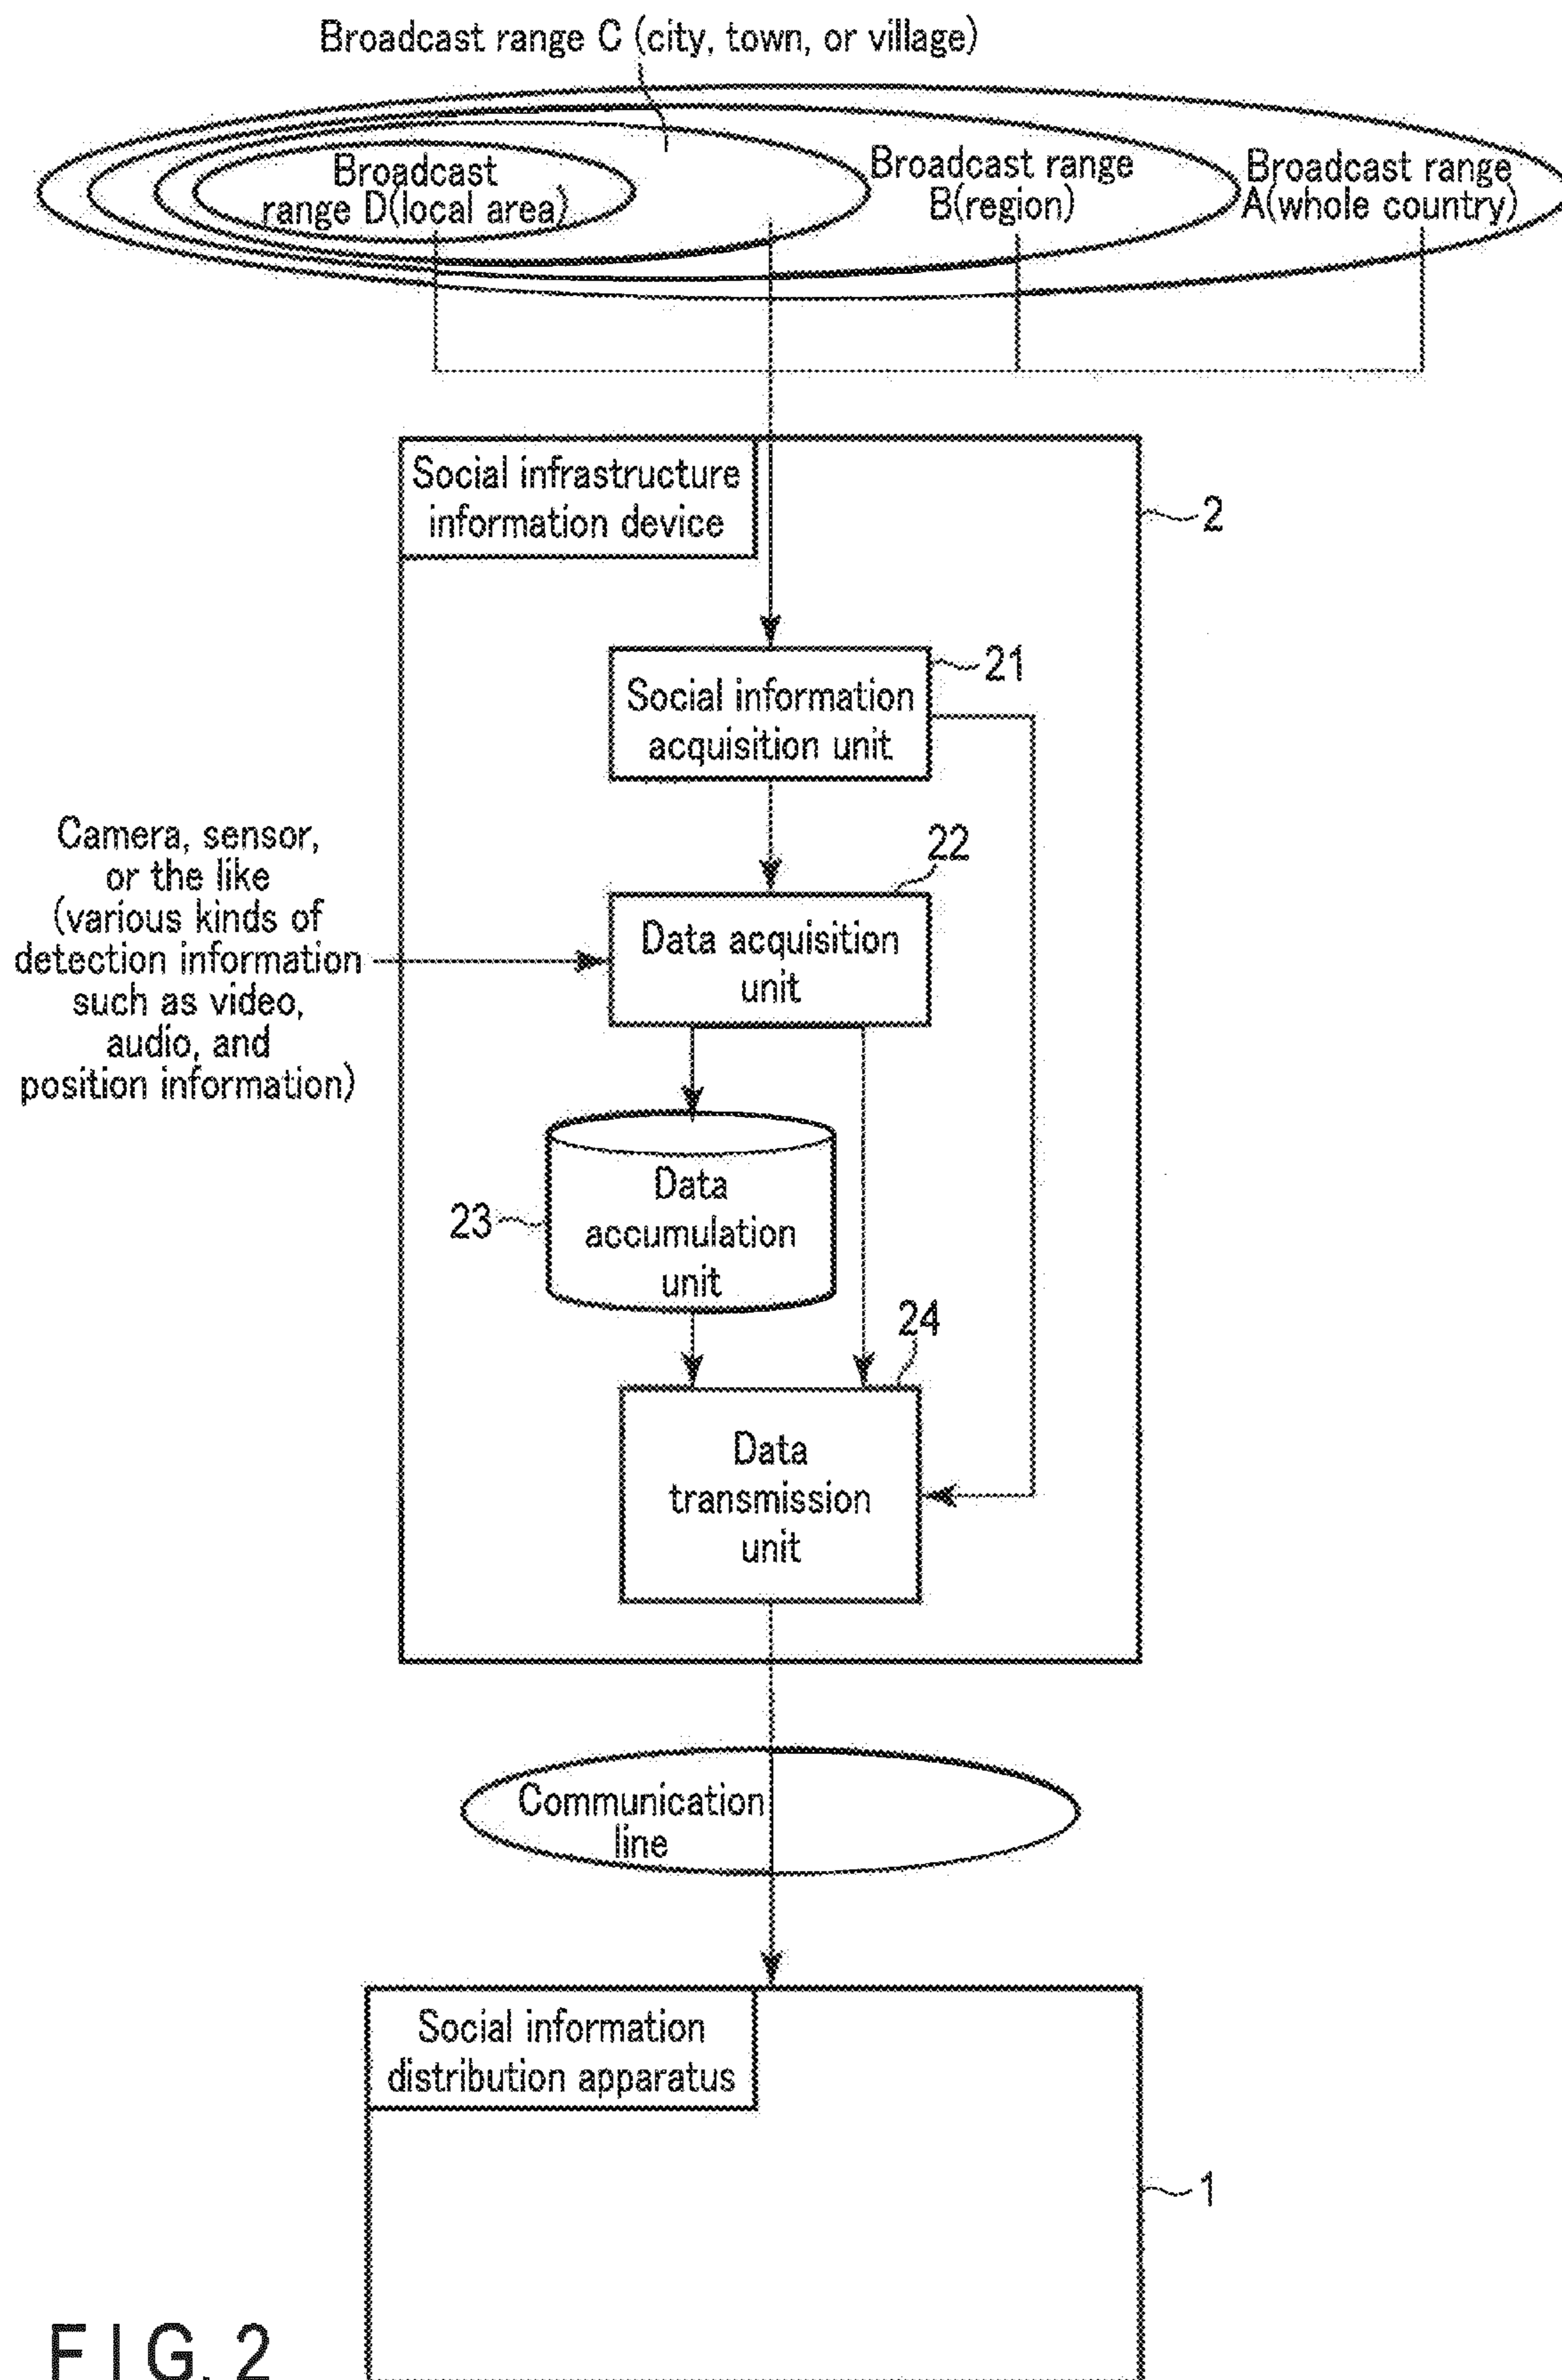 Broadcast range C (city, town, or village)
Broadcast
range D(local area)
Broadcast range
B(region)
Broadcast range
A(whole country)
Social infrastructure
information device
2
21
Social information
acquisition unit
Camera, sensor,
or the like
(various kinds of
detection information
such as video,
audio, and
position information)
22
Data acquisition
unit
23
Data
accumulation
unit
24
Data
transmission
unit
Communication
line
Social information
distribution apparatus
1
FIG. 2